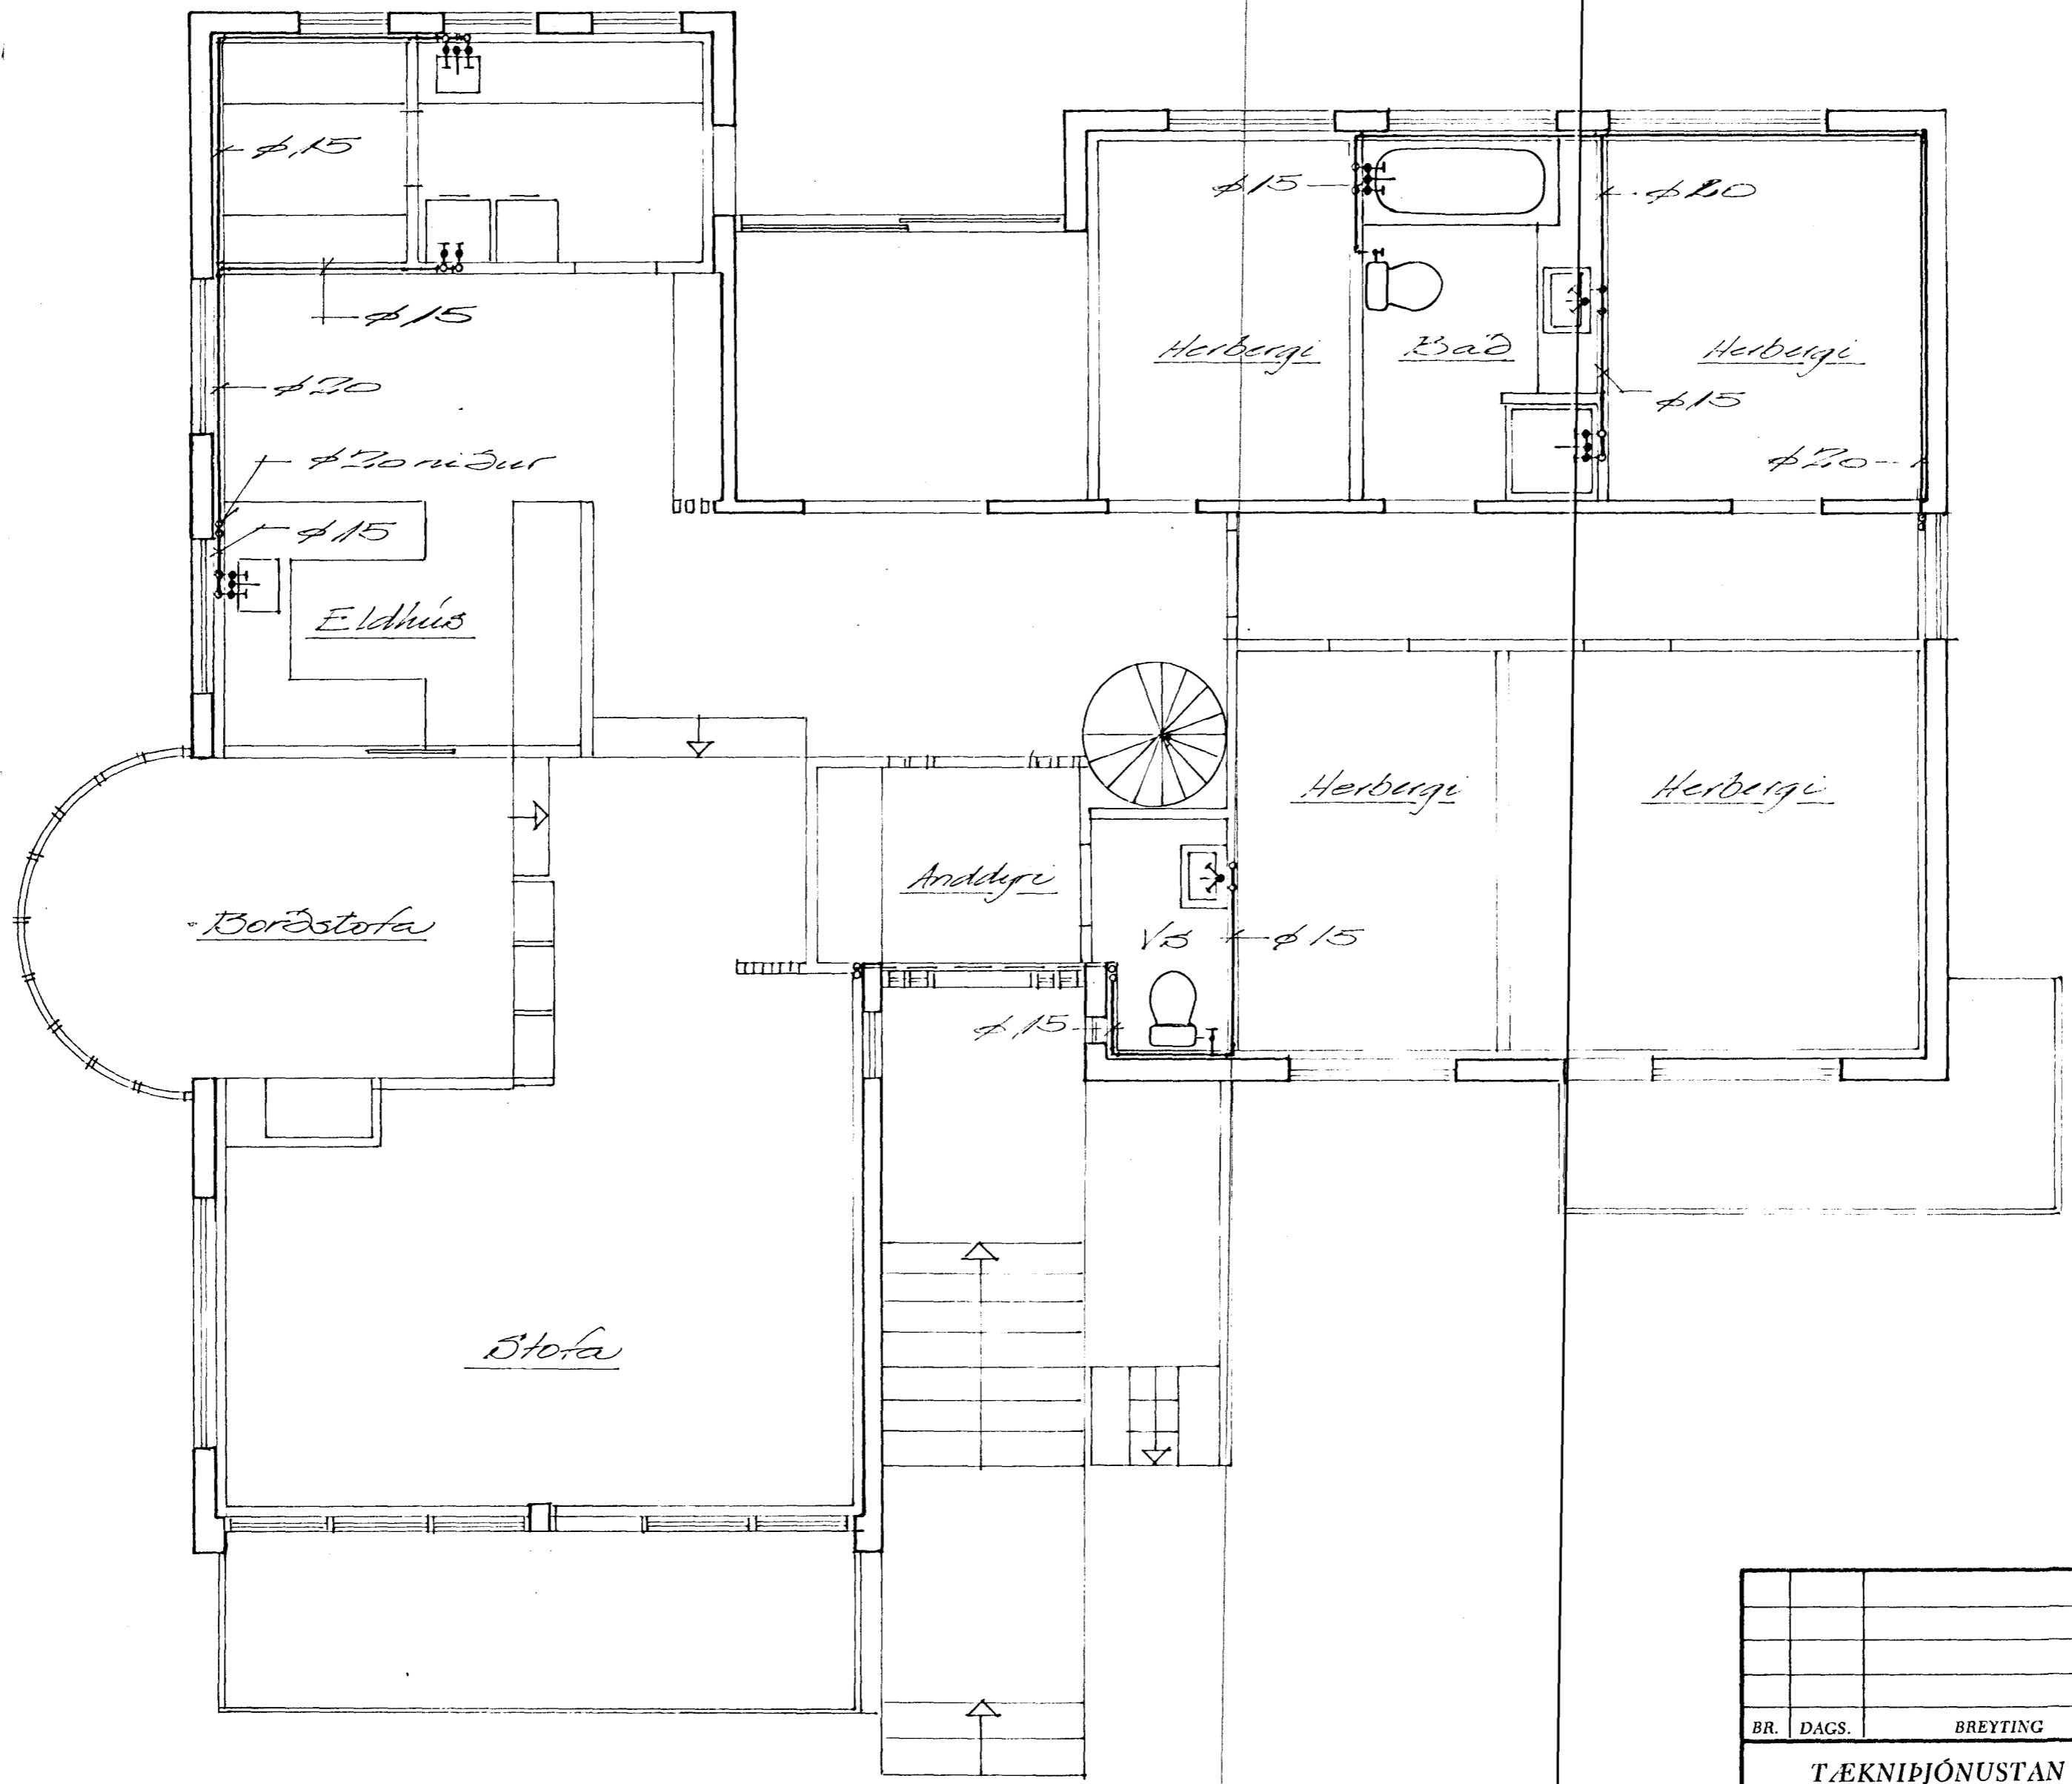 ø15
ø15
ø20
ø20
ø15
Herbergi
Bað
Herbergi
ø15
ø20 niður
ø20
ø15
Eldhús
Herbergi
Herbergi
Anddyri
Borðstofa
VS
ø15
ø15
Stofa
BR. DAGS. BREYTING
TÆKNIÞJÓNUSTAN